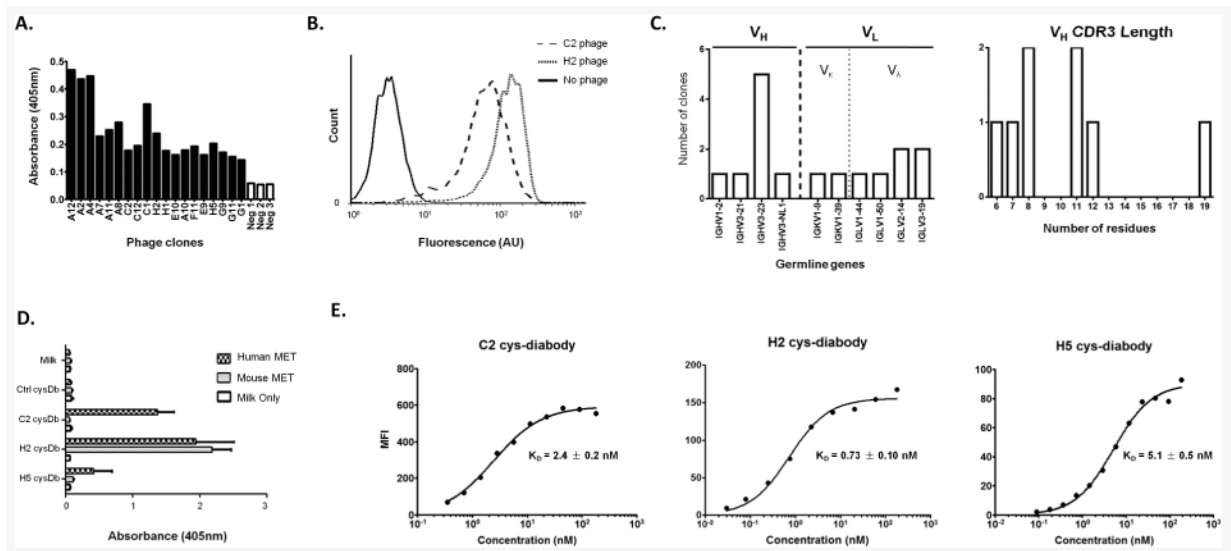 A.
Absorbance (405nm)
0.5
0.4
0.3
0.2
0.1
0.0
A12
A2
A4
A7
A11
A8
C2
C12
C1
H2
H1
E10
A10
F11
E9
H5
G9
G11
G1
Neg 1
Neg 2
Neg 3
Phage clones
B.
C2 phage
H2 phage
No phage
Count
0
10⁰
10¹
10²
10³
Fluorescence (AU)
C.
V_H
V_L
V_κ
V_λ
Number of clones
6
4
2
0
IGHV1-2
IGHV3-21
IGHV3-23
IGHV3-NL1
IGKV1-9
IGKV1-39
IGLV1-44
IGLV1-50
IGLV2-14
IGLV3-19
Germline genes
V_H CDR3 Length
2
1
0
6 7 8 9 10 11 12 13 14 15 16 17 18 19
Number of residues
D.
Milk
Ctrl cysDb
C2 cysDb
H2 cysDb
H5 cysDb
Human MET
Mouse MET
Milk Only
0 1 2 3
Absorbance (405nm)
E.
C2 cys-diabody
MFI
800
600
400
200
0
K_D = 2.4 ± 0.2 nM
10⁻¹ 10⁰ 10¹ 10² 10³
Concentration (nM)
H2 cys-diabody
200
150
100
50
0
K_D = 0.73 ± 0.10 nM
10⁻² 10⁰ 10² 10³
Concentration (nM)
H5 cys-diabody
100
80
60
40
20
0
K_D = 5.1 ± 0.5 nM
10⁻² 10⁻¹ 10⁰ 10¹ 10² 10³
Concentration (nM)